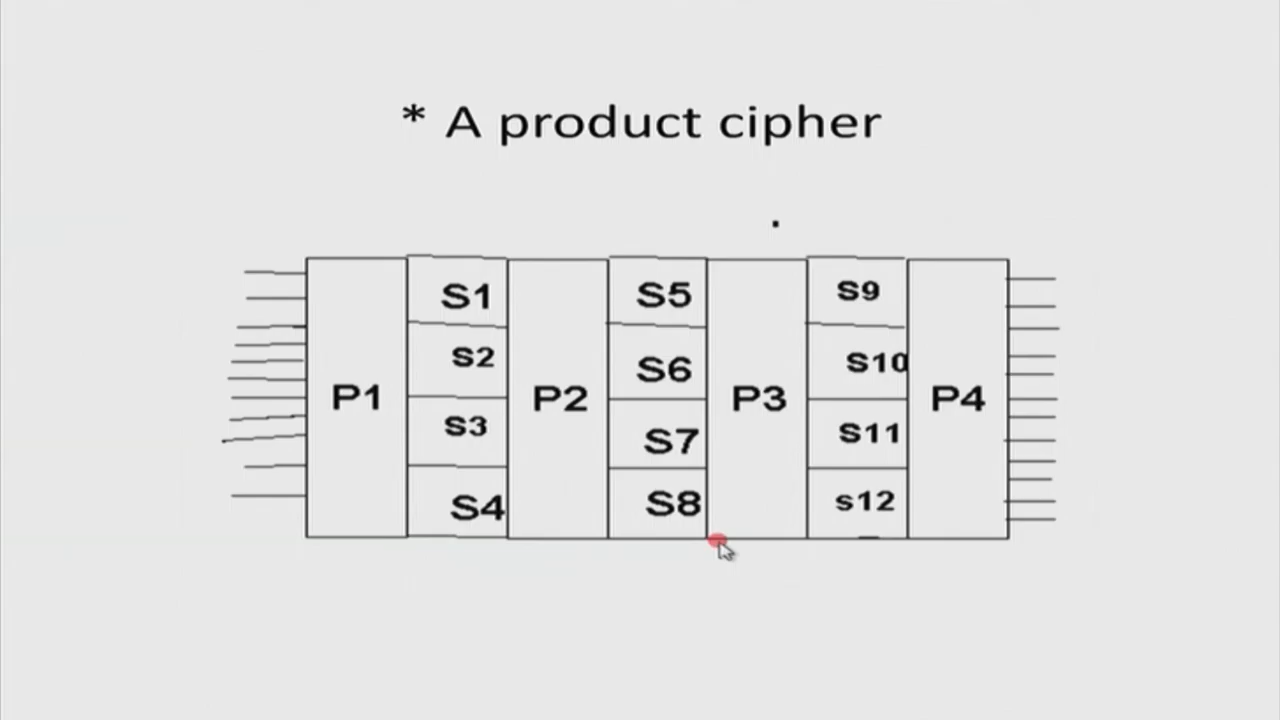 * A product cipher
.
S1 S5 S9
S2 S6 S10
P1 P2 P3 P4
S3 S7 S11
S4 S8 s12